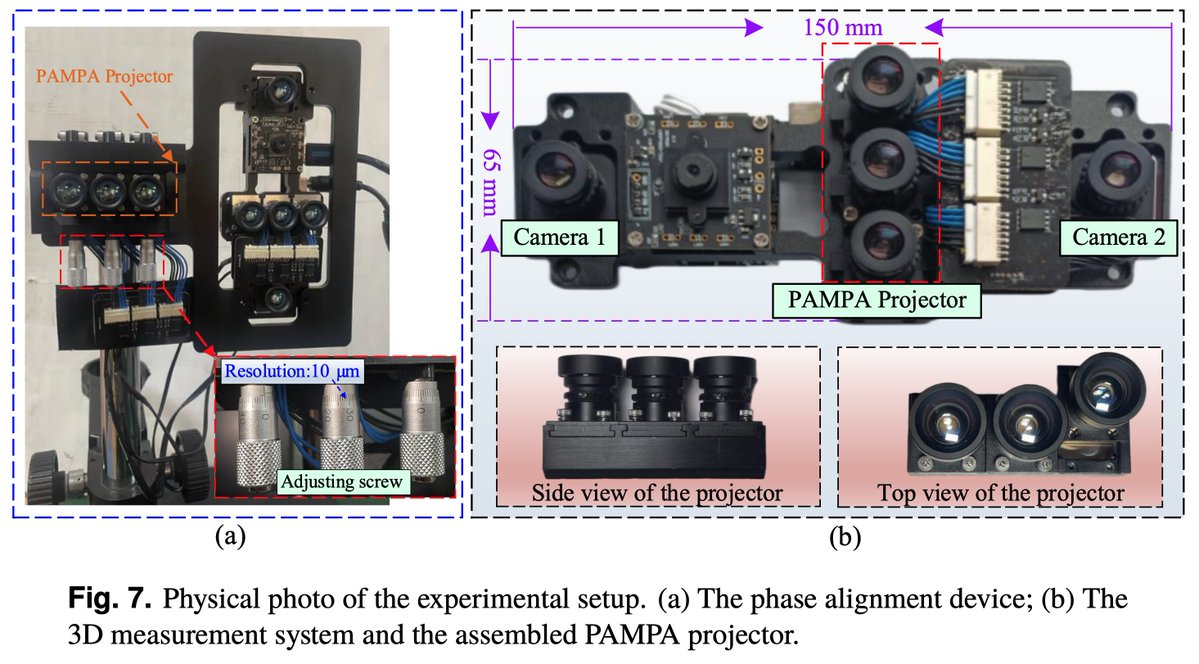 PAMPA Projector
Resolution:10 μm
Adjusting screw
(a)
150 mm
65 mm
Camera 1
Camera 2
PAMPA Projector
Side view of the projector
Top view of the projector
(b)
Fig. 7. Physical photo of the experimental setup. (a) The phase alignment device; (b) The
3D measurement system and the assembled PAMPA projector.